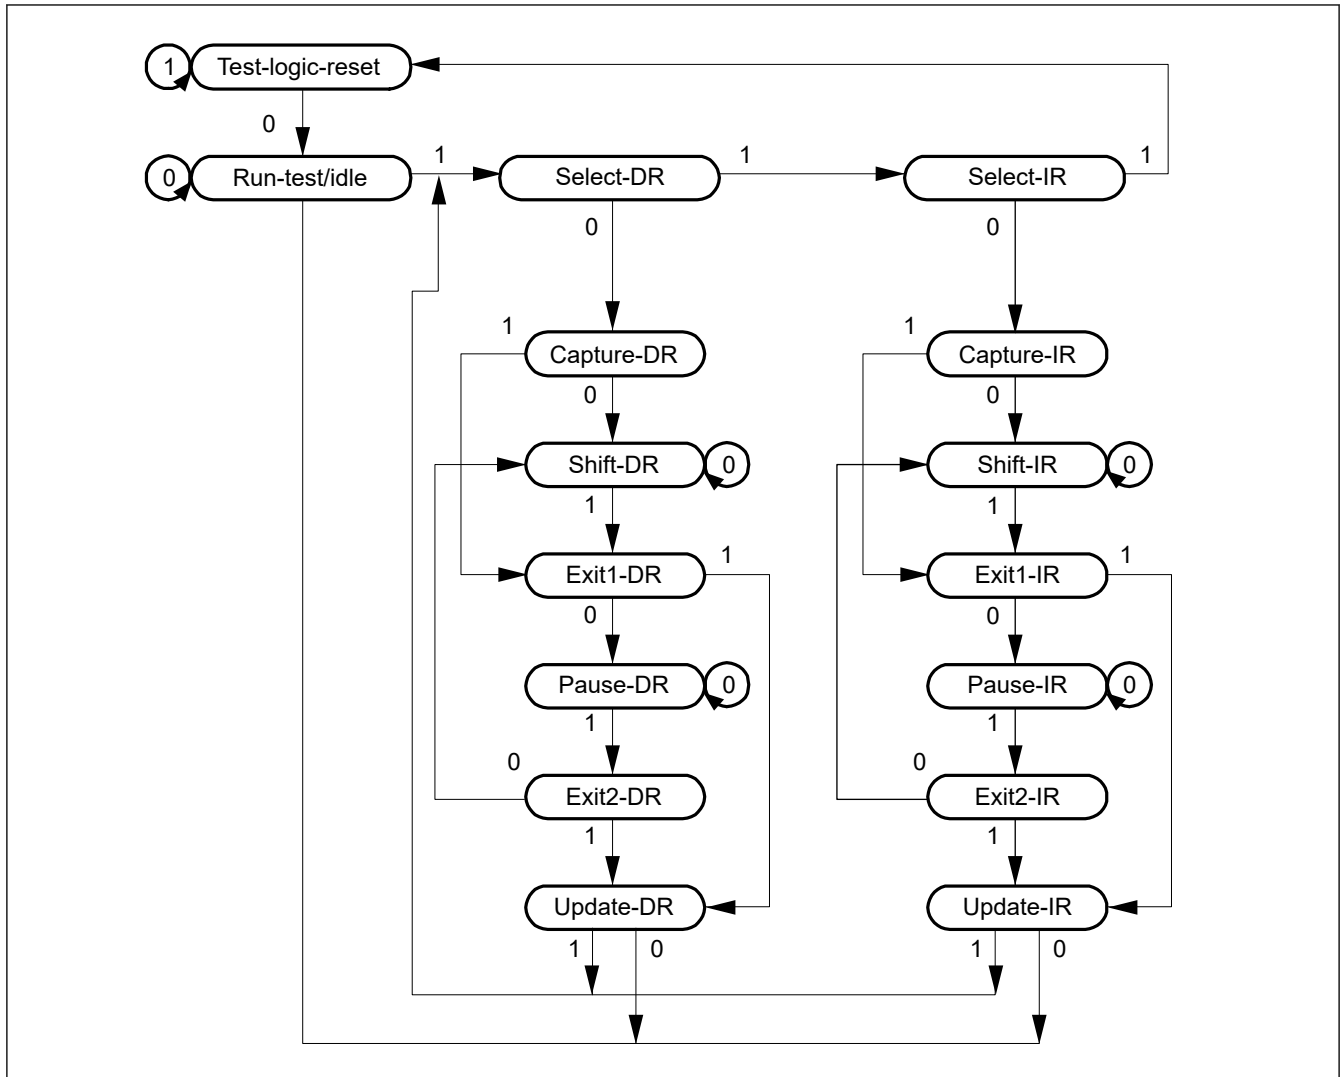 1
Test-logic-reset
0
0
Run-test/idle
1
Select-DR
1
Select-IR
1
0
0
1
Capture-DR
1
Capture-IR
0
0
Shift-DR
0
Shift-IR
0
1
1
Exit1-DR
1
Exit1-IR
1
0
0
Pause-DR
0
Pause-IR
0
1
1
0
Exit2-DR
0
Exit2-IR
1
1
Update-DR
Update-IR
1
0
1
0